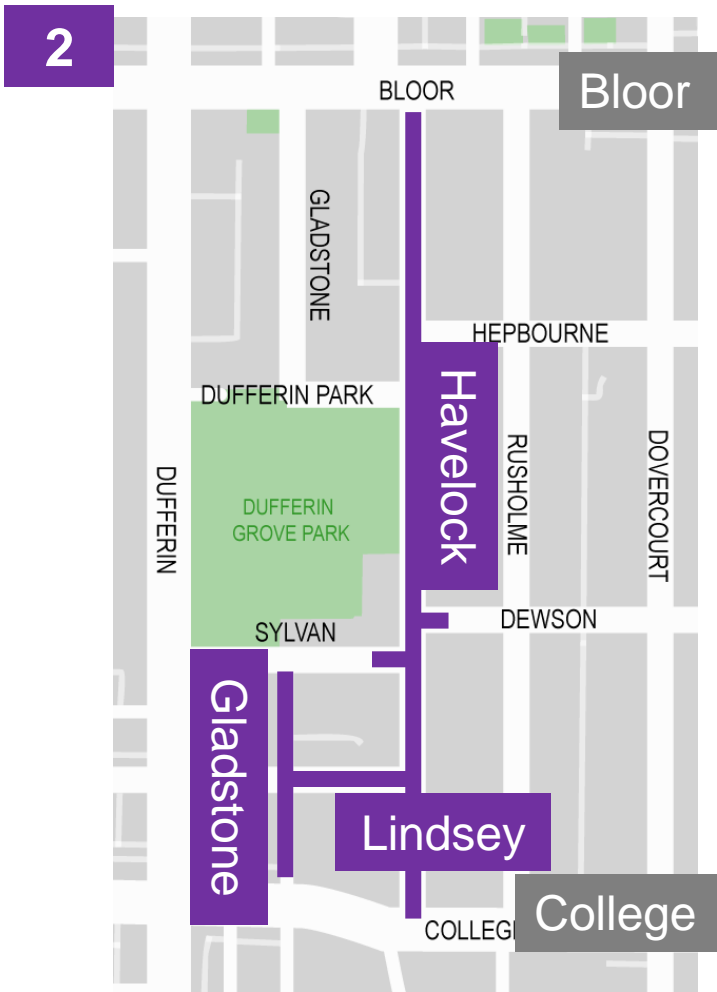 2
BLOOR
Bloor
GLADSTONE
HEPBOURNE
DUFFERIN PARK
Havelock
RUSHOLME
DOVERCOURT
DUFFERIN
DUFFERIN
GROVE PARK
DEWSON
SYLVAN
Gladstone
Lindsey
College
COLLEG